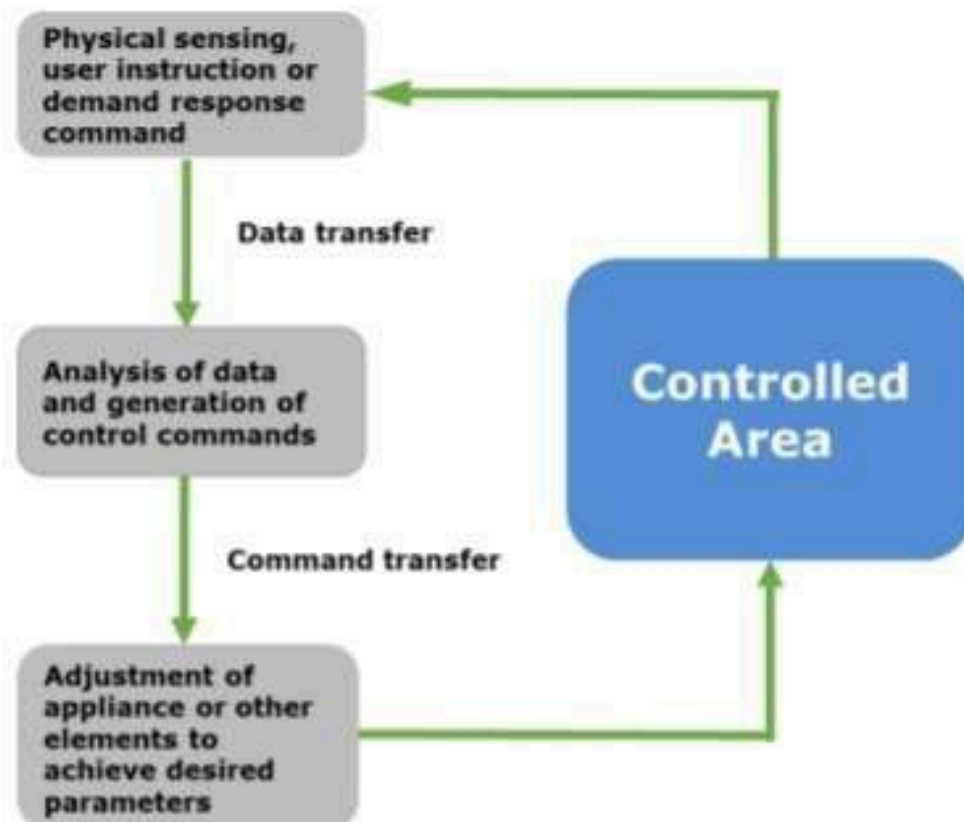 Physical sensing,
user instruction or
demand response
command
Data transfer
Analysis of data
and generation of
control commands
Controlled
Area
Command transfer
Adjustment of
appliance or other
elements to
achieve desired
parameters